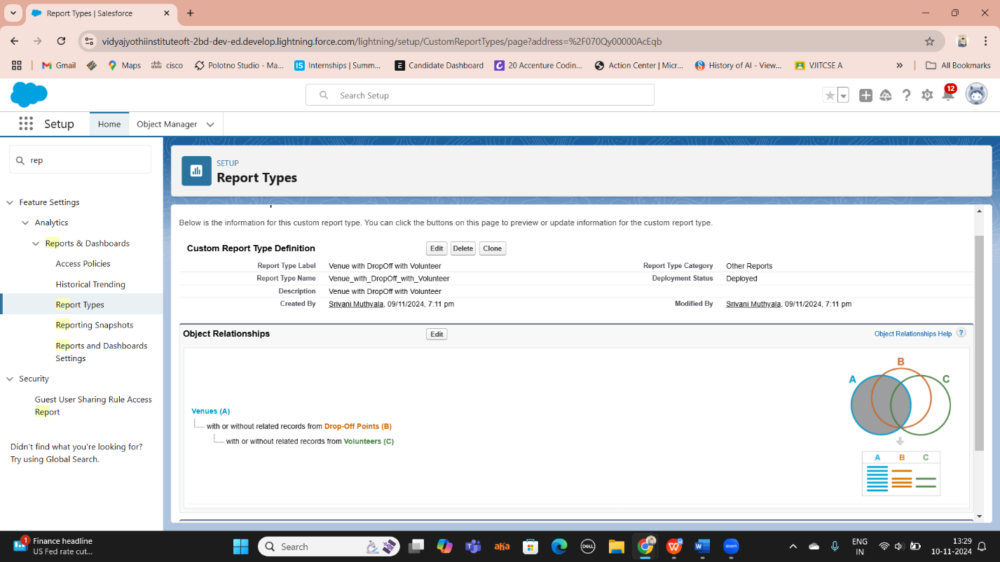 Report Types | Salesforce
vidyajyothiinstituteoft-2bd-dev-ed.develop.lightning.force.com/lightning/setup/CustomReportTypes/page?address=%2F070Qy00000AcEqb
Gmail
Maps
cisco
Polotno Studio - Ma...
Internships | Summ...
Candidate Dashboard
20 Accenture Codin...
Action Center | Micr...
History of AI - View...
VJITCSE A
»
All Bookmarks
Search Setup
12
Setup
Home
Object Manager
rep
Feature Settings
Analytics
Reports & Dashboards
Access Policies
Historical Trending
Report Types
Reporting Snapshots
Reports and Dashboards
Settings
Security
Guest User Sharing Rule Access
Report
Didn't find what you're looking for?
Try using Global Search.
SETUP
Report Types
Below is the information for this custom report type. You can click the buttons on this page to preview or update information for the custom report type.
Custom Report Type Definition
Edit Delete Clone
Report Type Label Venue with DropOff with Volunteer Report Type Category Other Reports
Report Type Name Venue_with_DropOff_with_Volunteer Deployment Status Deployed
Description Venue with DropOff with Volunteer
Created By Srivani Muthyala, 09/11/2024, 7:11 pm Modified By Srivani Muthyala, 09/11/2024, 7:11 pm
Object Relationships
Edit
Object Relationships Help ?
Venues (A)
with or without related records from Drop-Off Points (B)
with or without related records from Volunteers (C)
B
A C
A B C
1
Finance headline
US Fed rate cut...
Search
aha
DELL
zoom
ENG
IN
13:29
10-11-2024